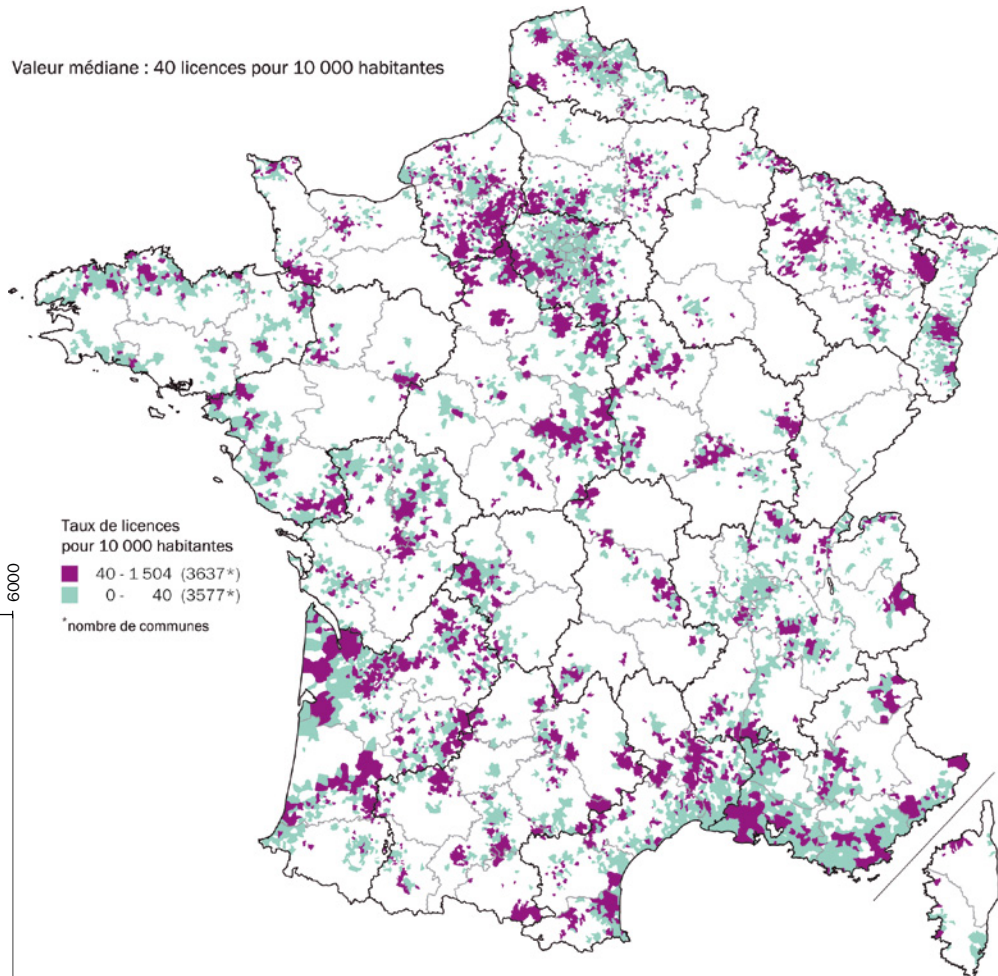 Valeur médiane : 40 licences pour 10 000 habitantes
Taux de licences
pour 10 000 habitantes
40 - 1 504 (3637*)
0 - 40 (3577*)
*nombre de communes
6000